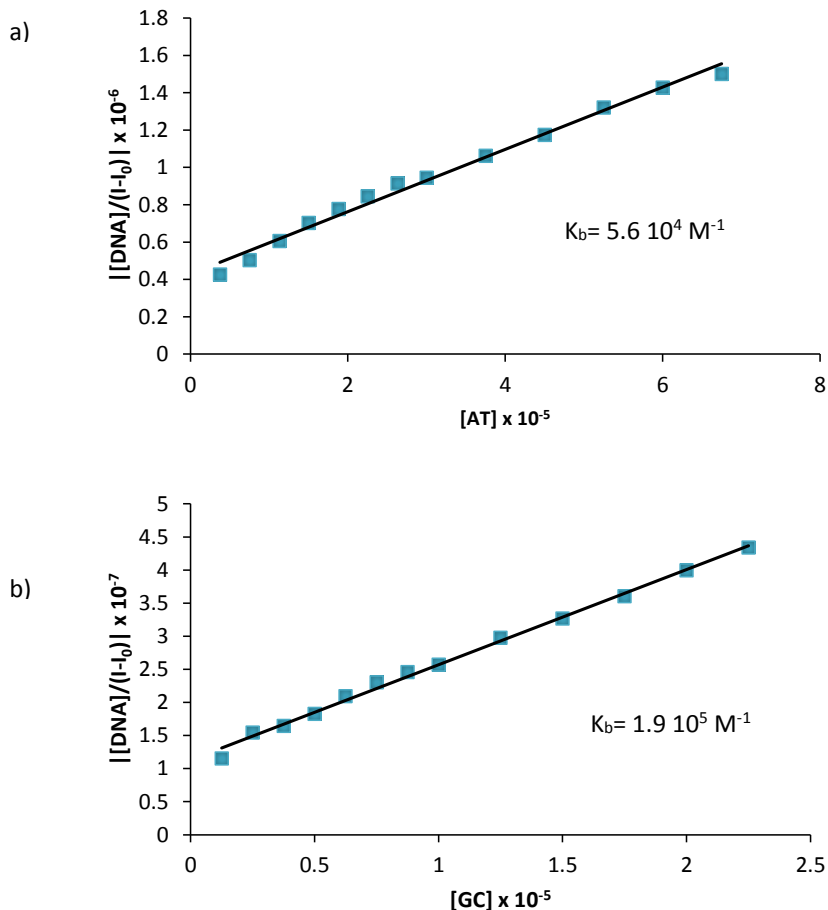 a)
|[DNA]/(I-I₀)| x 10⁻⁶
1.8
1.6
1.4
1.2
1
0.8
0.6
0.4
0.2
0
K_b= 5.6 10⁴ M⁻¹
0 2 4 6 8
[AT] x 10⁻⁵
b)
|[DNA]/(I-I₀)| x 10⁻⁷
5
4.5
4
3.5
3
2.5
2
1.5
1
0.5
0
K_b= 1.9 10⁵ M⁻¹
0 0.5 1 1.5 2 2.5
[GC] x 10⁻⁵